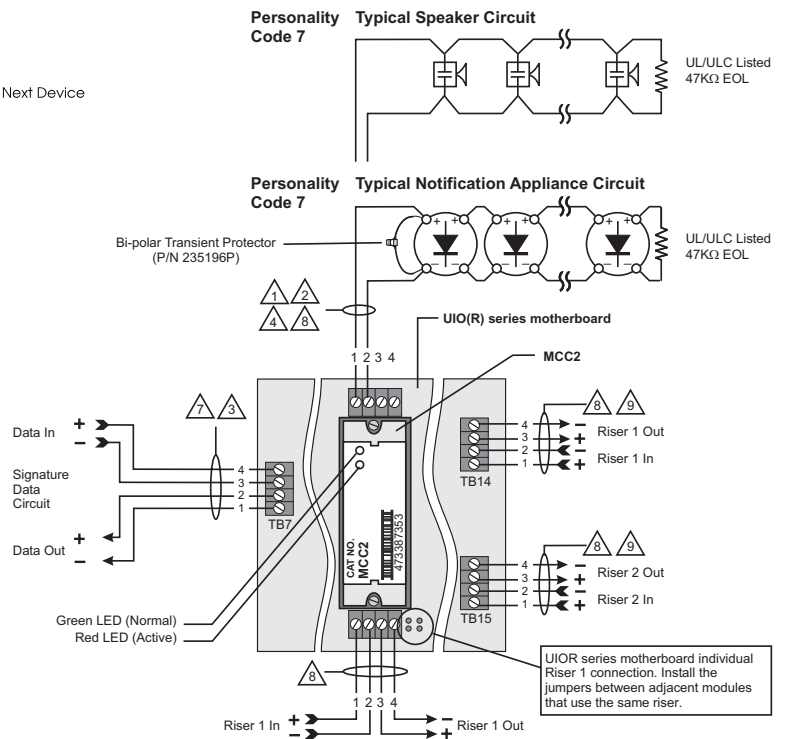 Personality Typical Speaker Circuit
Code 7
UL/ULC Listed
47KΩ EOL
Next Device
Personality Typical Notification Appliance Circuit
Code 7
Bi-polar Transient Protector
(P/N 235196P)
+ + + + + +
− − − − − −
UL/ULC Listed
47KΩ EOL
1 2
4 8
UIO(R) series motherboard
MCC2
1 2 3 4
7 3
8 9
Data In + −
4
3
2
1
TB7
Signature
Data
Circuit
Data Out + −
4 − Riser 1 Out
3 +
2 − Riser 1 In
1 +
TB14
CAT NO.
MCC2
473387353
8 9
4 − Riser 2 Out
3 +
2 − Riser 2 In
1 +
TB15
Green LED (Normal)
Red LED (Active)
8
1 2 3 4
Riser 1 In + −
− + Riser 1 Out
UIOR series motherboard individual
Riser 1 connection. Install the
jumpers between adjacent modules
that use the same riser.